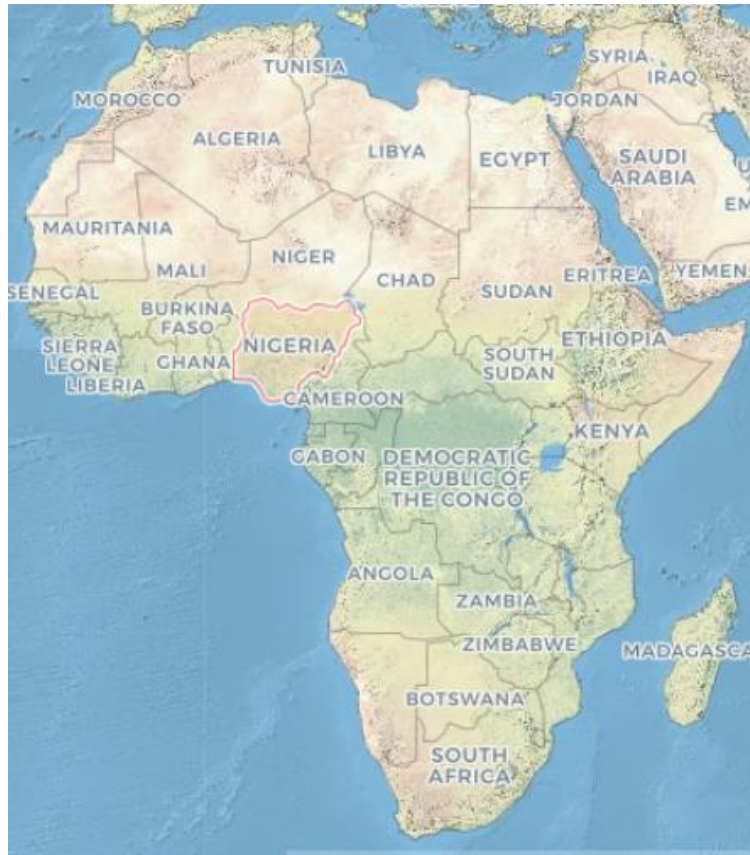 TUNISIA
SYRIA
IRAQ
MOROCCO
JORDAN
ALGERIA
LIBYA
EGYPT
SAUDI
ARABIA
MAURITANIA
NIGER
MALI
CHAD
SUDAN
ERITREA
YEMEN
SENEGAL
BURKINA
FASO
NIGERIA
ETHIOPIA
SIERRA
LEONE
GHANA
SOUTH
SUDAN
LIBERIA
CAMEROON
KENYA
GABON
DEMOCRATIC
REPUBLIC OF
THE CONGO
ANGOLA
ZAMBIA
ZIMBABWE
MADAGASCA
BOTSWANA
SOUTH
AFRICA